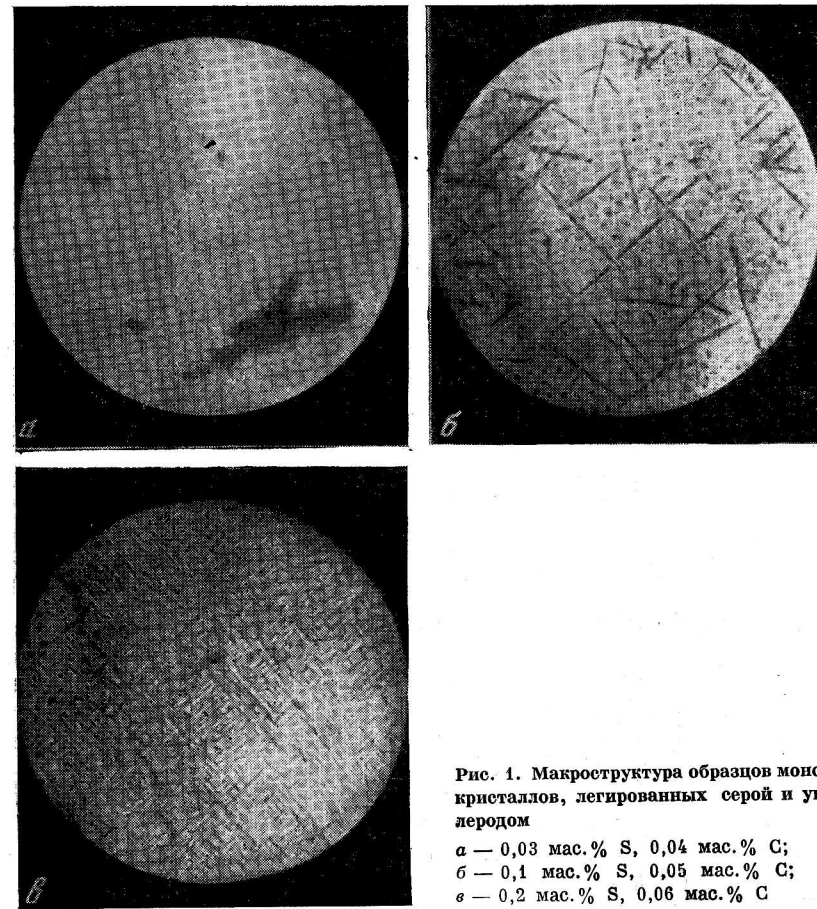 а
б
в
Рис. 1. Макроструктура образцов моно
кристаллов, легированных серой и уг
леродом
а — 0,03 мас.% S, 0,04 мас.% C;
б — 0,1 мас.% S, 0,05 мас.% C;
в — 0,2 мас.% S, 0,06 мас.% C